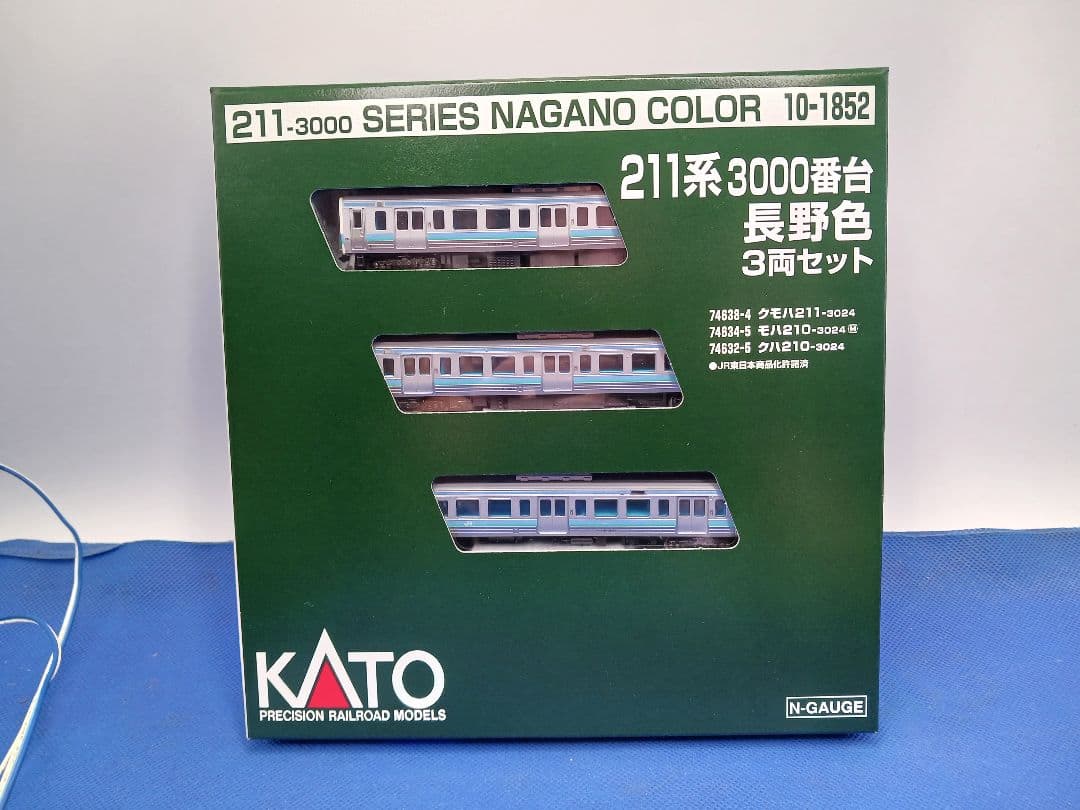 211-3000 SERIES NAGANO COLOR 10-1852
211系3000番台
長野色
3両セット
74638-4 クモハ211-3024
74634-5 モハ210-3024 Ⓜ
74632-6 クハ210-3024
●JR東日本商品化許諾済
KATO
PRECISION RAILROAD MODELS
N-GAUGE